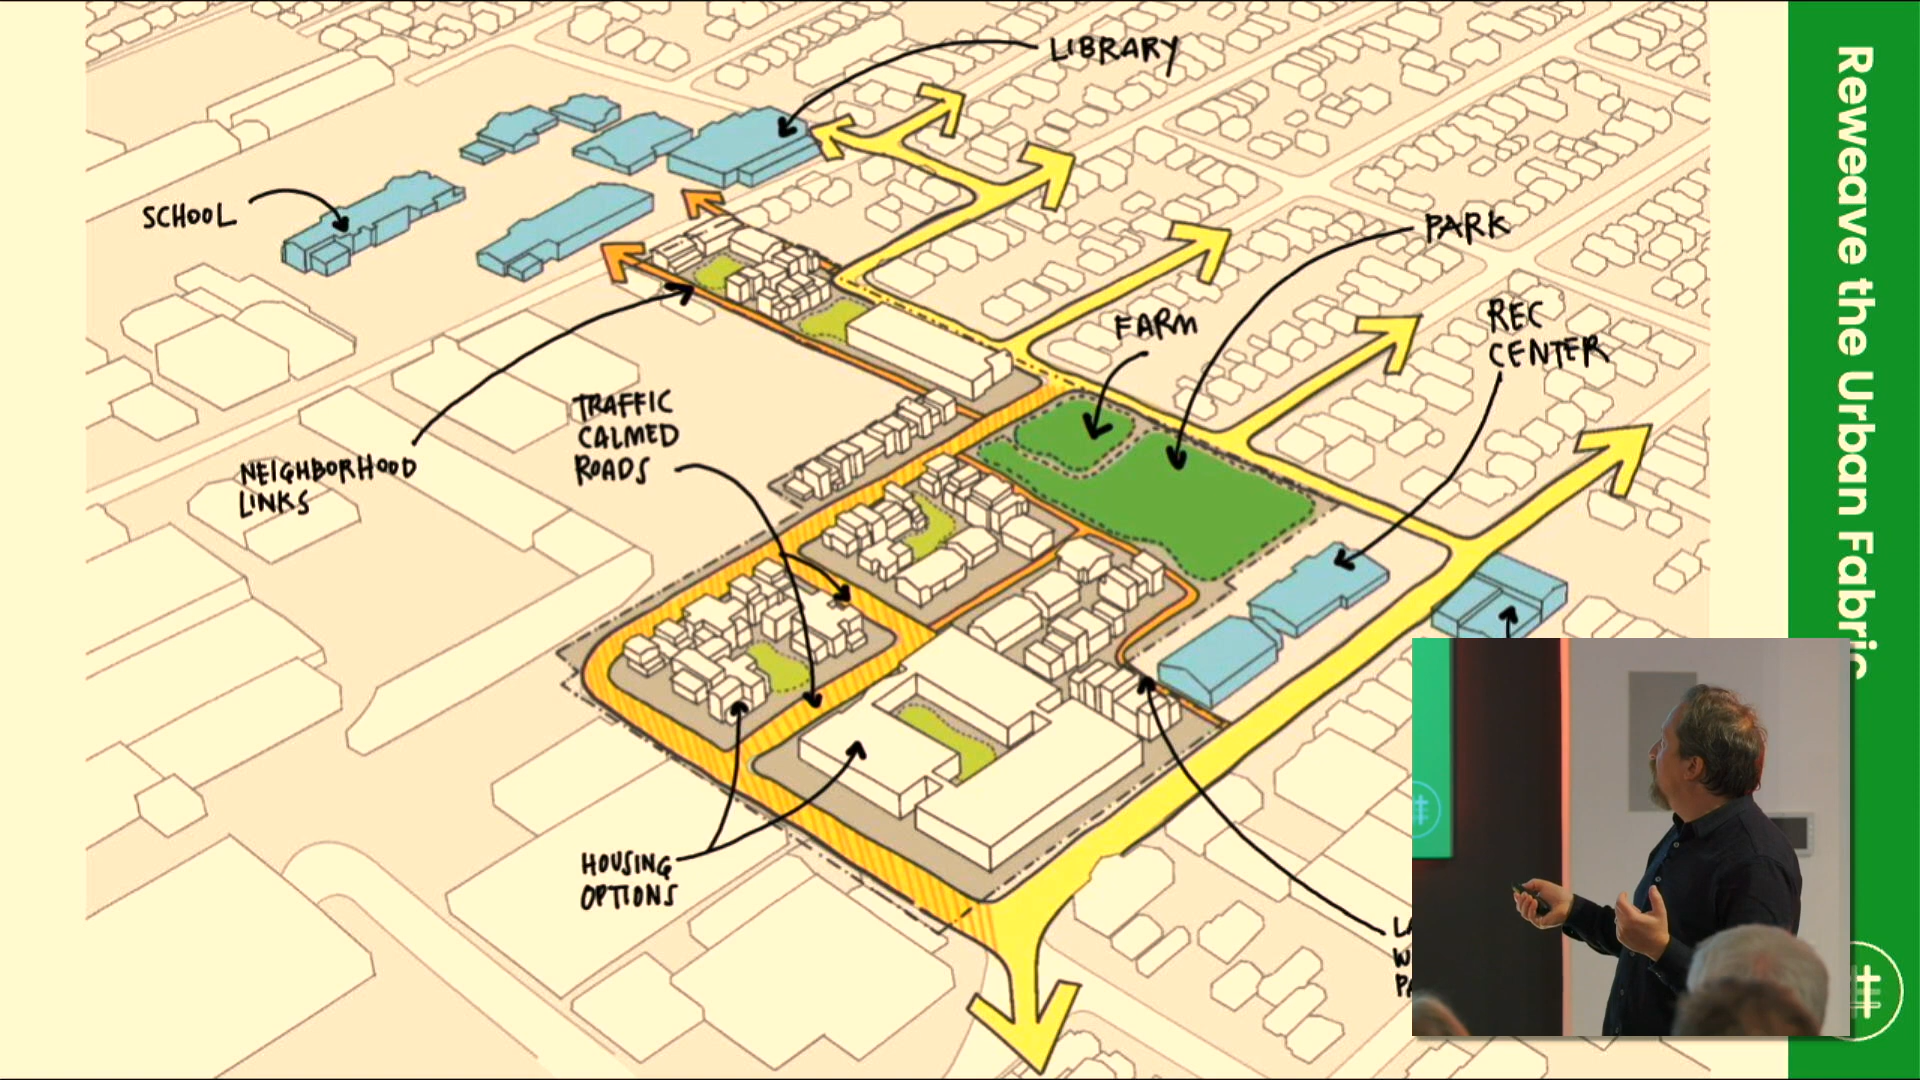 LIBRARY
SCHOOL
PARK
FARM
REC
CENTER
TRAFFIC
CALMED
ROADS
NEIGHBORHOOD
LINKS
HOUSING
OPTIONS
Reweave the Urban Fabric